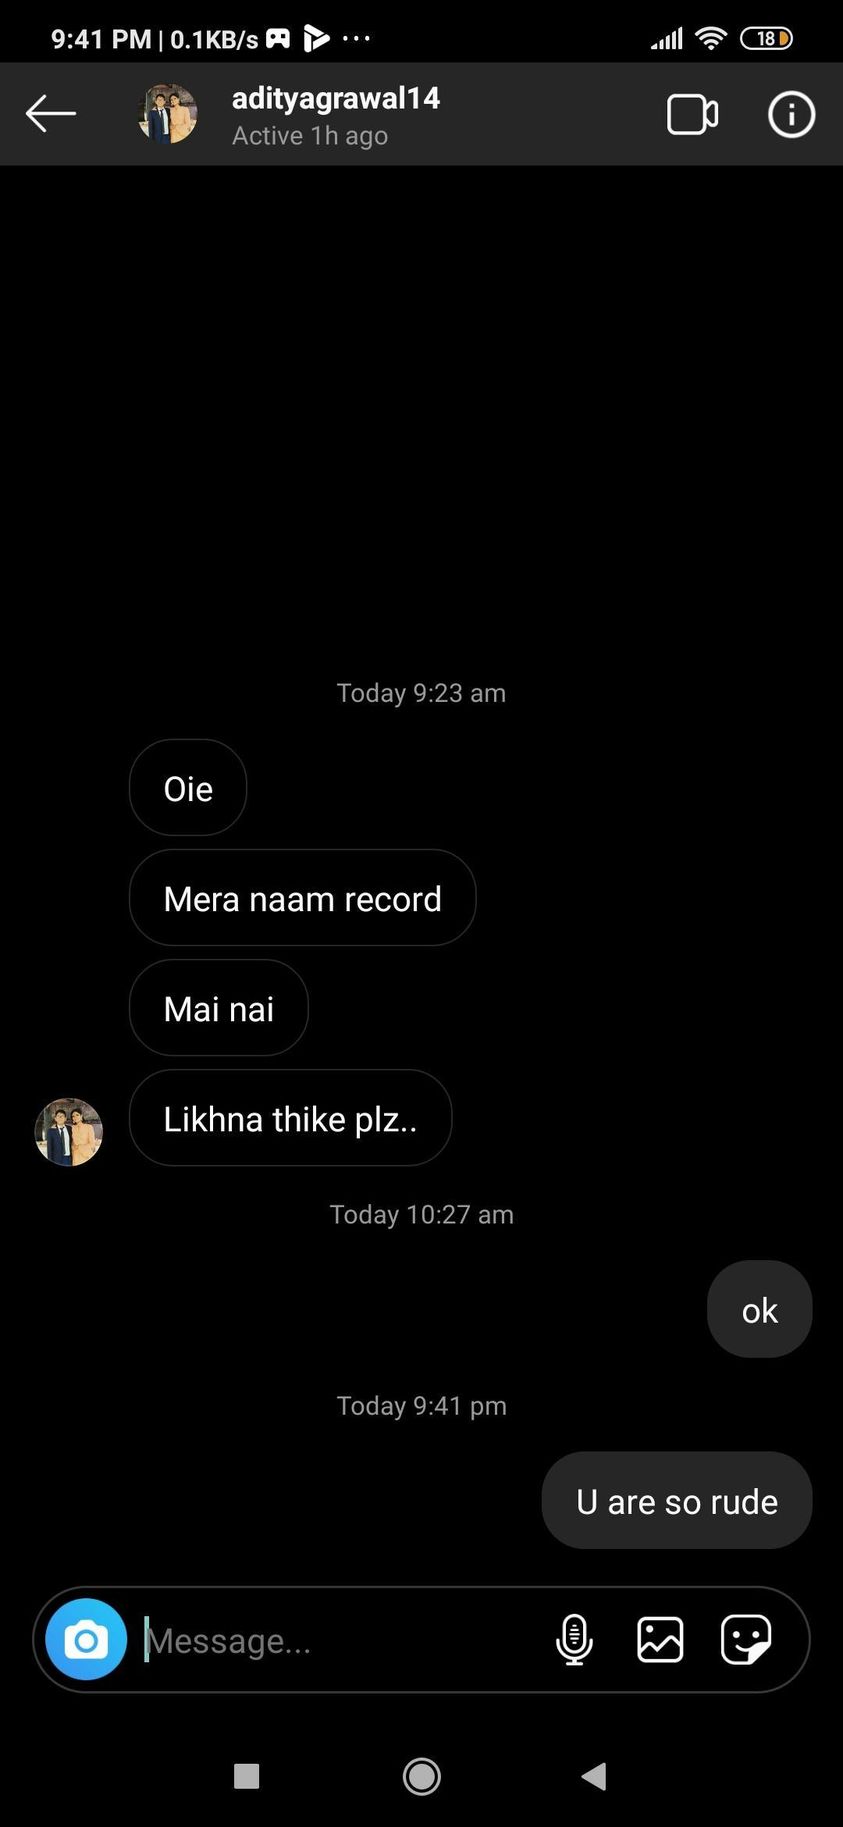 9:41 PM | 0.1KB/s ...
18
adityagrawal14
Active 1h ago
Today 9:23 am
Oie
Mera naam record
Mai nai
Likhna thike plz..
Today 10:27 am
ok
Today 9:41 pm
U are so rude
Message...